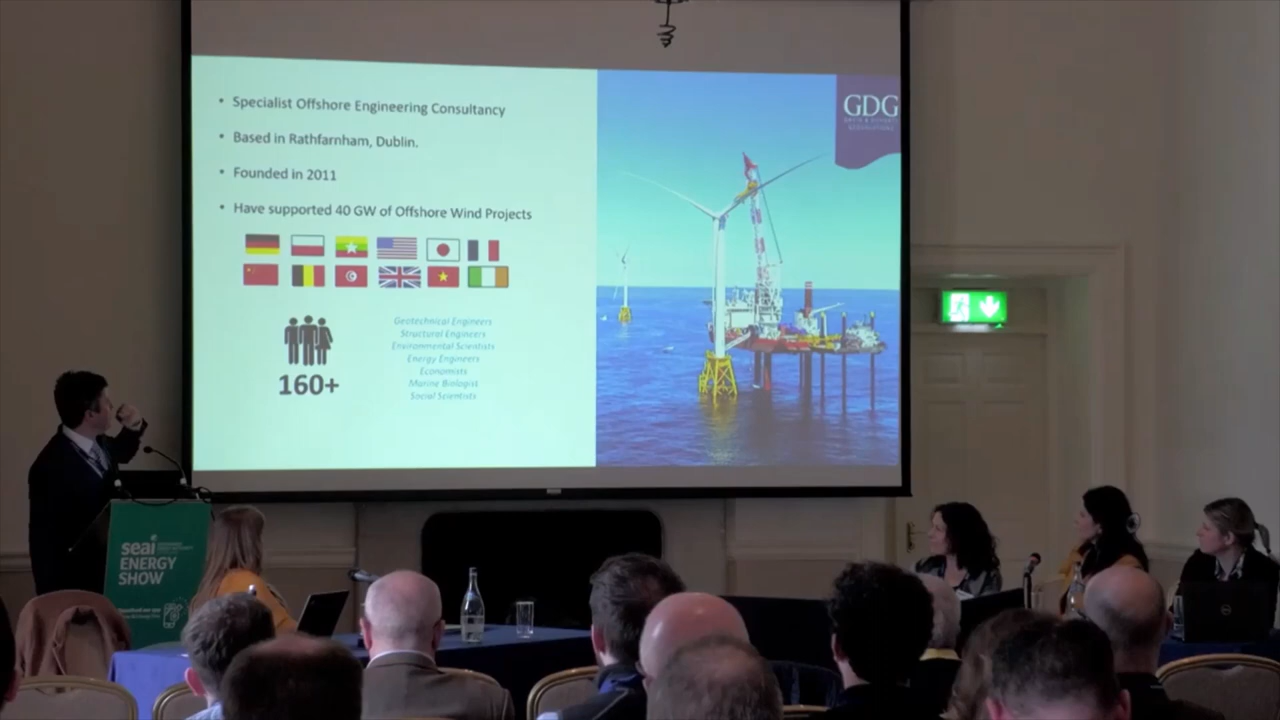 • Specialist Offshore Engineering Consultancy
• Based in Rathfarnham, Dublin.
• Founded in 2011
• Have supported 40 GW of Offshore Wind Projects
160+
Geotechnical Engineers
Structural Engineers
Environmental Scientists
Energy Engineers
Economists
Marine Biologist
Social Scientists
GDG
seai
ENERGY
SHOW